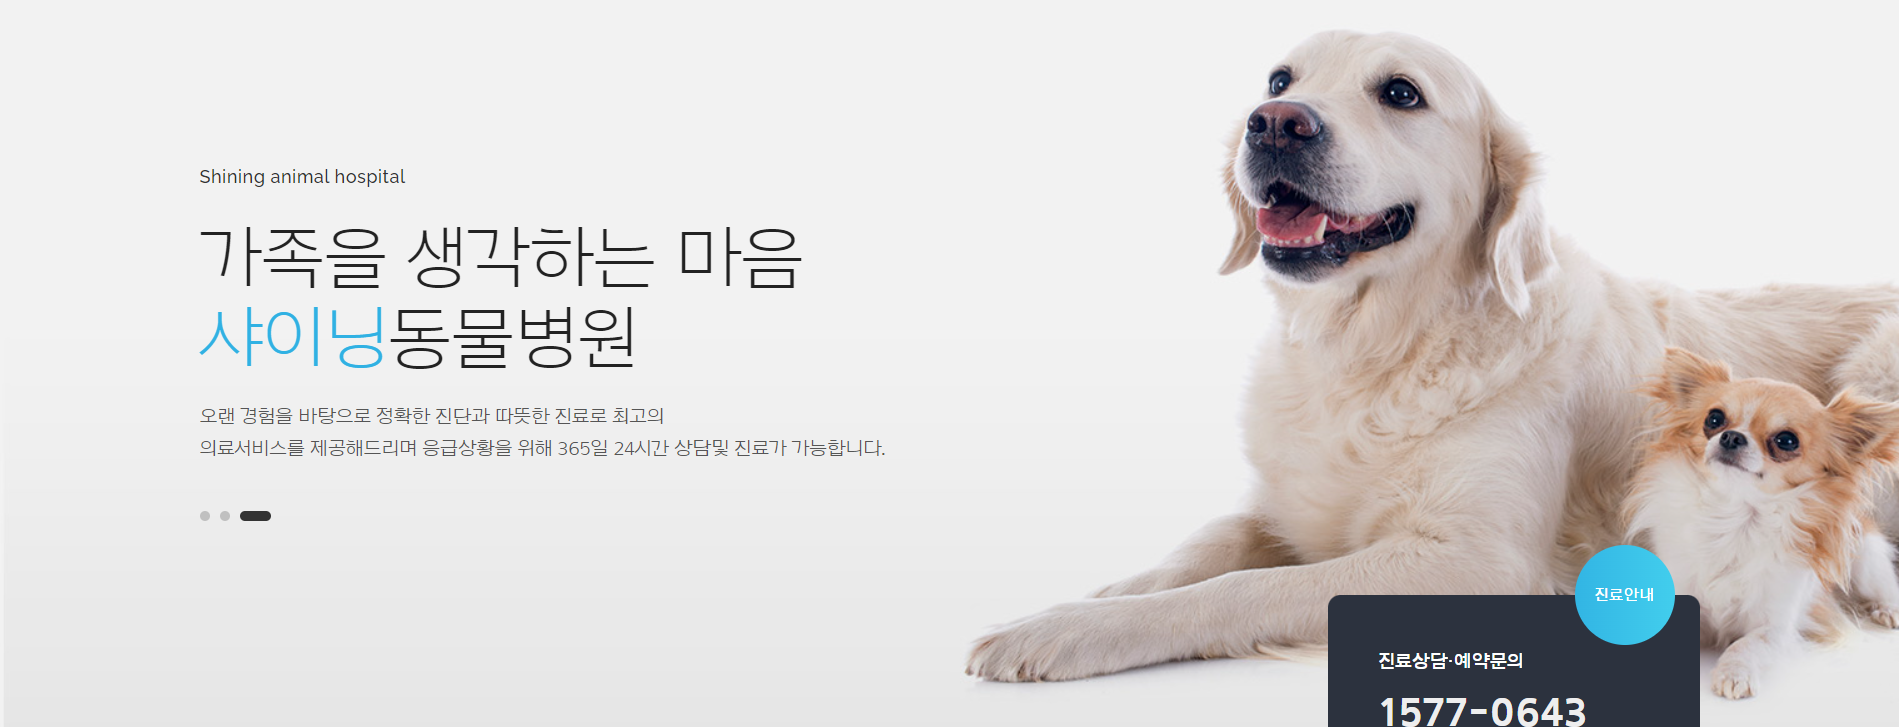 Shining animal hospital
가족을 생각하는 마음
샤이닝동물병원
오랜 경험을 바탕으로 정확한 진단과 따뜻한 진료로 최고의
의료서비스를 제공해드리며 응급상황을 위해 365일 24시간 상담및 진료가 가능합니다.
진료안내
진료상담·예약문의
1577-0643